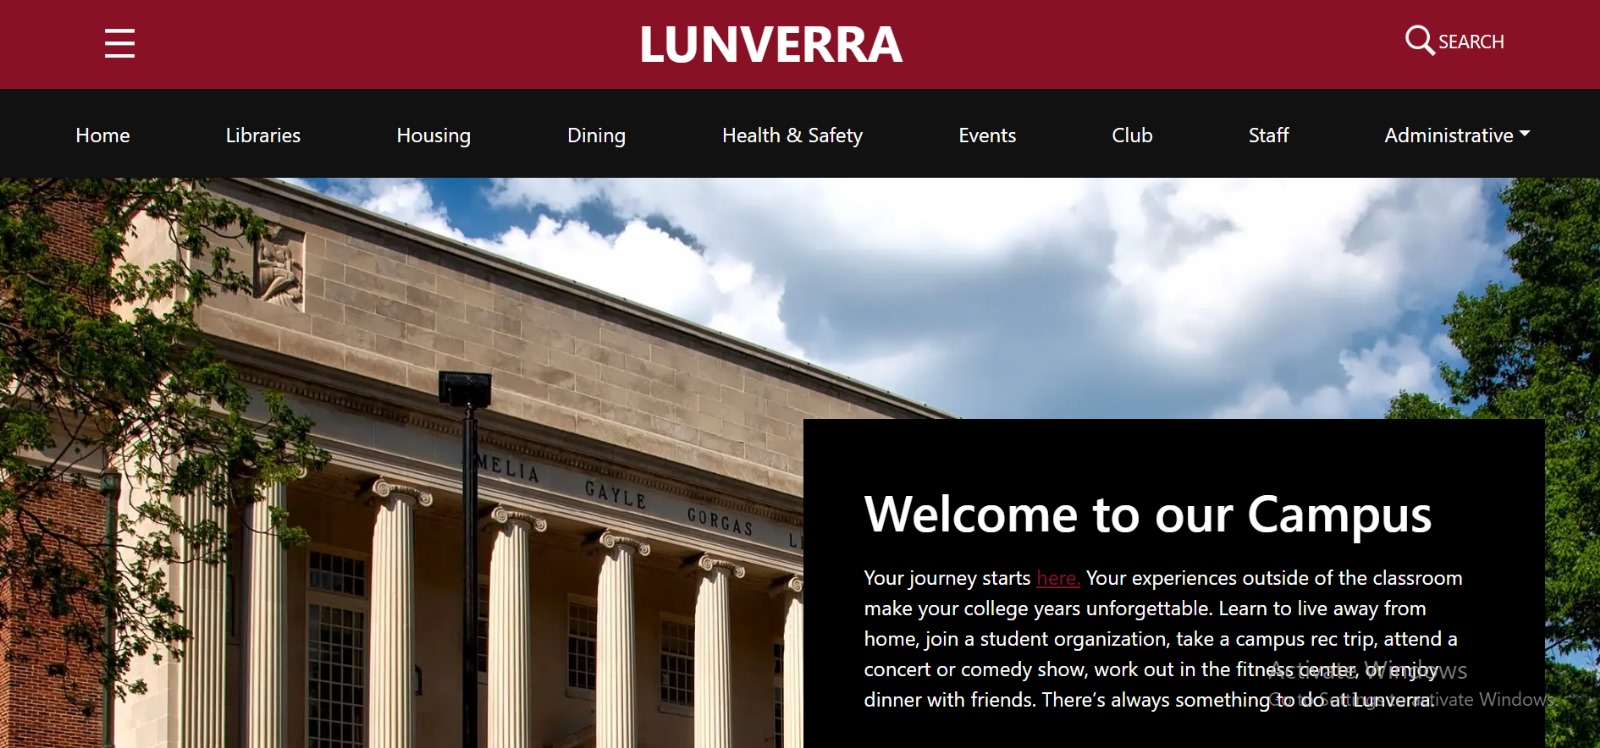 LUNVERRA
SEARCH
Home Libraries Housing Dining Health & Safety Events Club Staff Administrative
AMELIA GAYLE GORGAS
Welcome to our Campus
Your journey starts here. Your experiences outside of the classroom
make your college years unforgettable. Learn to live away from
home, join a student organization, take a campus rec trip, attend a
concert or comedy show, work out in the fitness center, or enjoy
dinner with friends. There’s always something to do at Lunverra.
Activate Windows
Go to Settings to activate Windows.